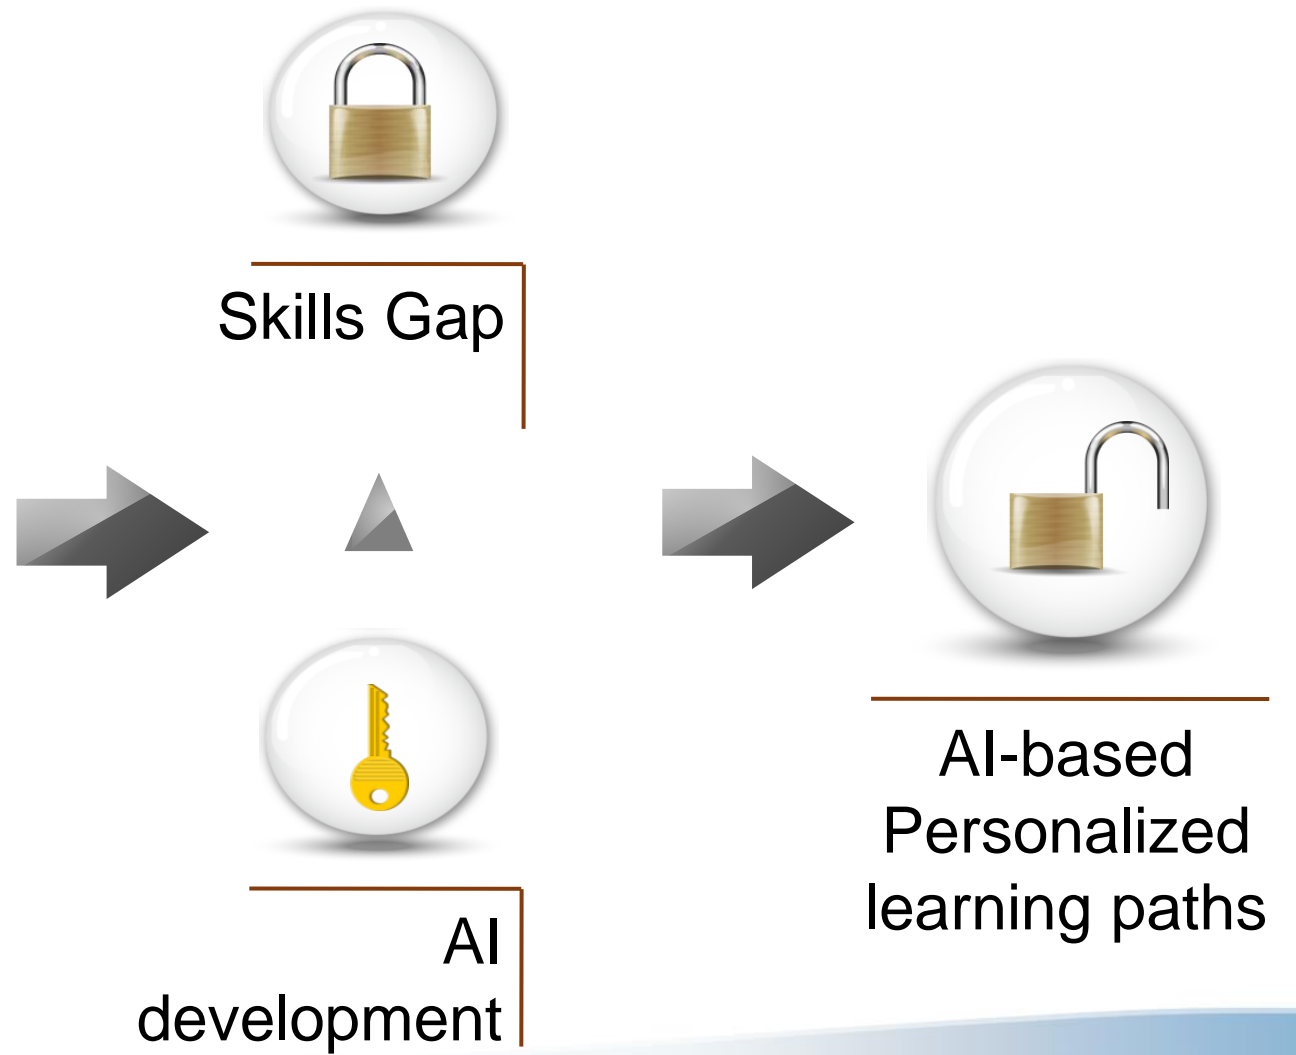 Skills Gap
AI
development
AI-based
Personalized
learning paths